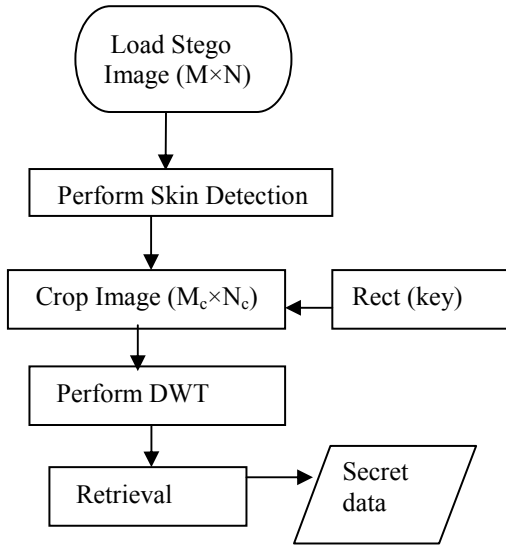 Load Stego
Image (M×N)
Perform Skin Detection
Crop Image (Mc×Nc)
Rect (key)
Perform DWT
Retrieval
Secret
data